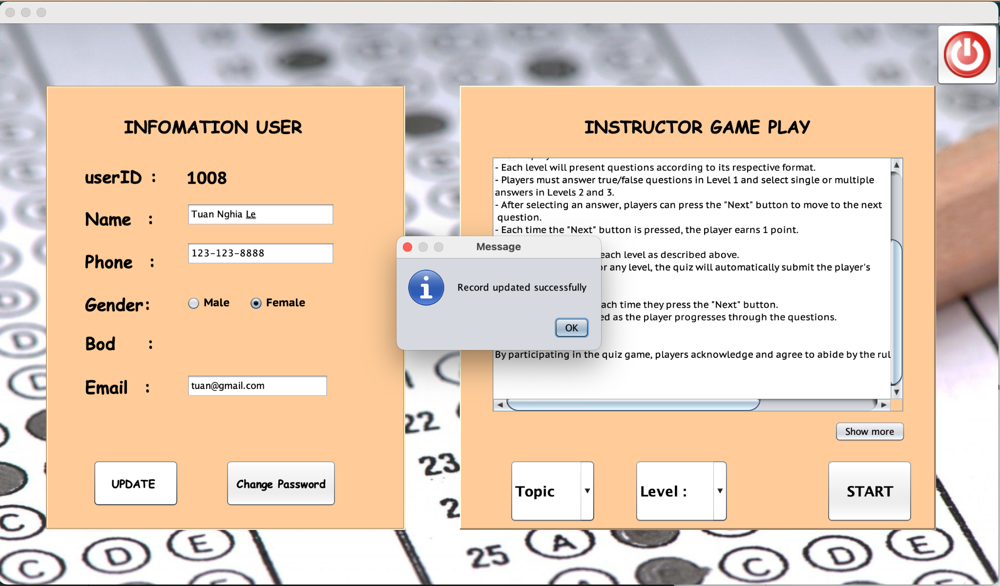 INFOMATION USER
userID :
1008
Name :
Tuan Nghia Le
Phone :
123-123-8888
Gender:
Male
Female
Bod :
Email :
tuan@gmail.com
UPDATE
Change Password
INSTRUCTOR GAME PLAY
- Each level will present questions according to its respective format.
- Players must answer true/false questions in Level 1 and select single or multiple
answers in Levels 2 and 3.
- After selecting an answer, players can press the "Next" button to move to the next
question.
- Each time the "Next" button is pressed, the player earns 1 point.
each level as described above.
or any level, the quiz will automatically submit the player's
ach time they press the "Next" button.
ed as the player progresses through the questions.
By participating in the quiz game, players acknowledge and agree to abide by the rul
Message
Record updated successfully
OK
Show more
Topic
Level :
START
22
23
25
D
C
C
D
E
C
A
C
D
E